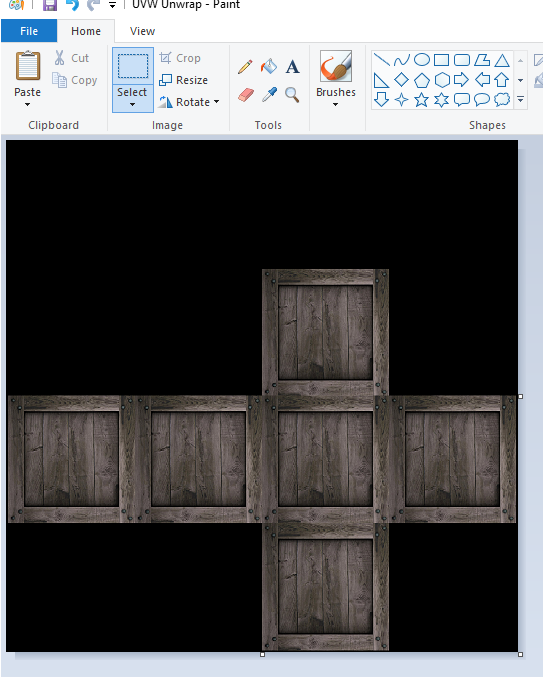 UVW Unwrap - Paint
File Home View
Paste
Cut
Copy
Clipboard
Select
Crop
Resize
Rotate
Image
A
Tools
Brushes
Shapes